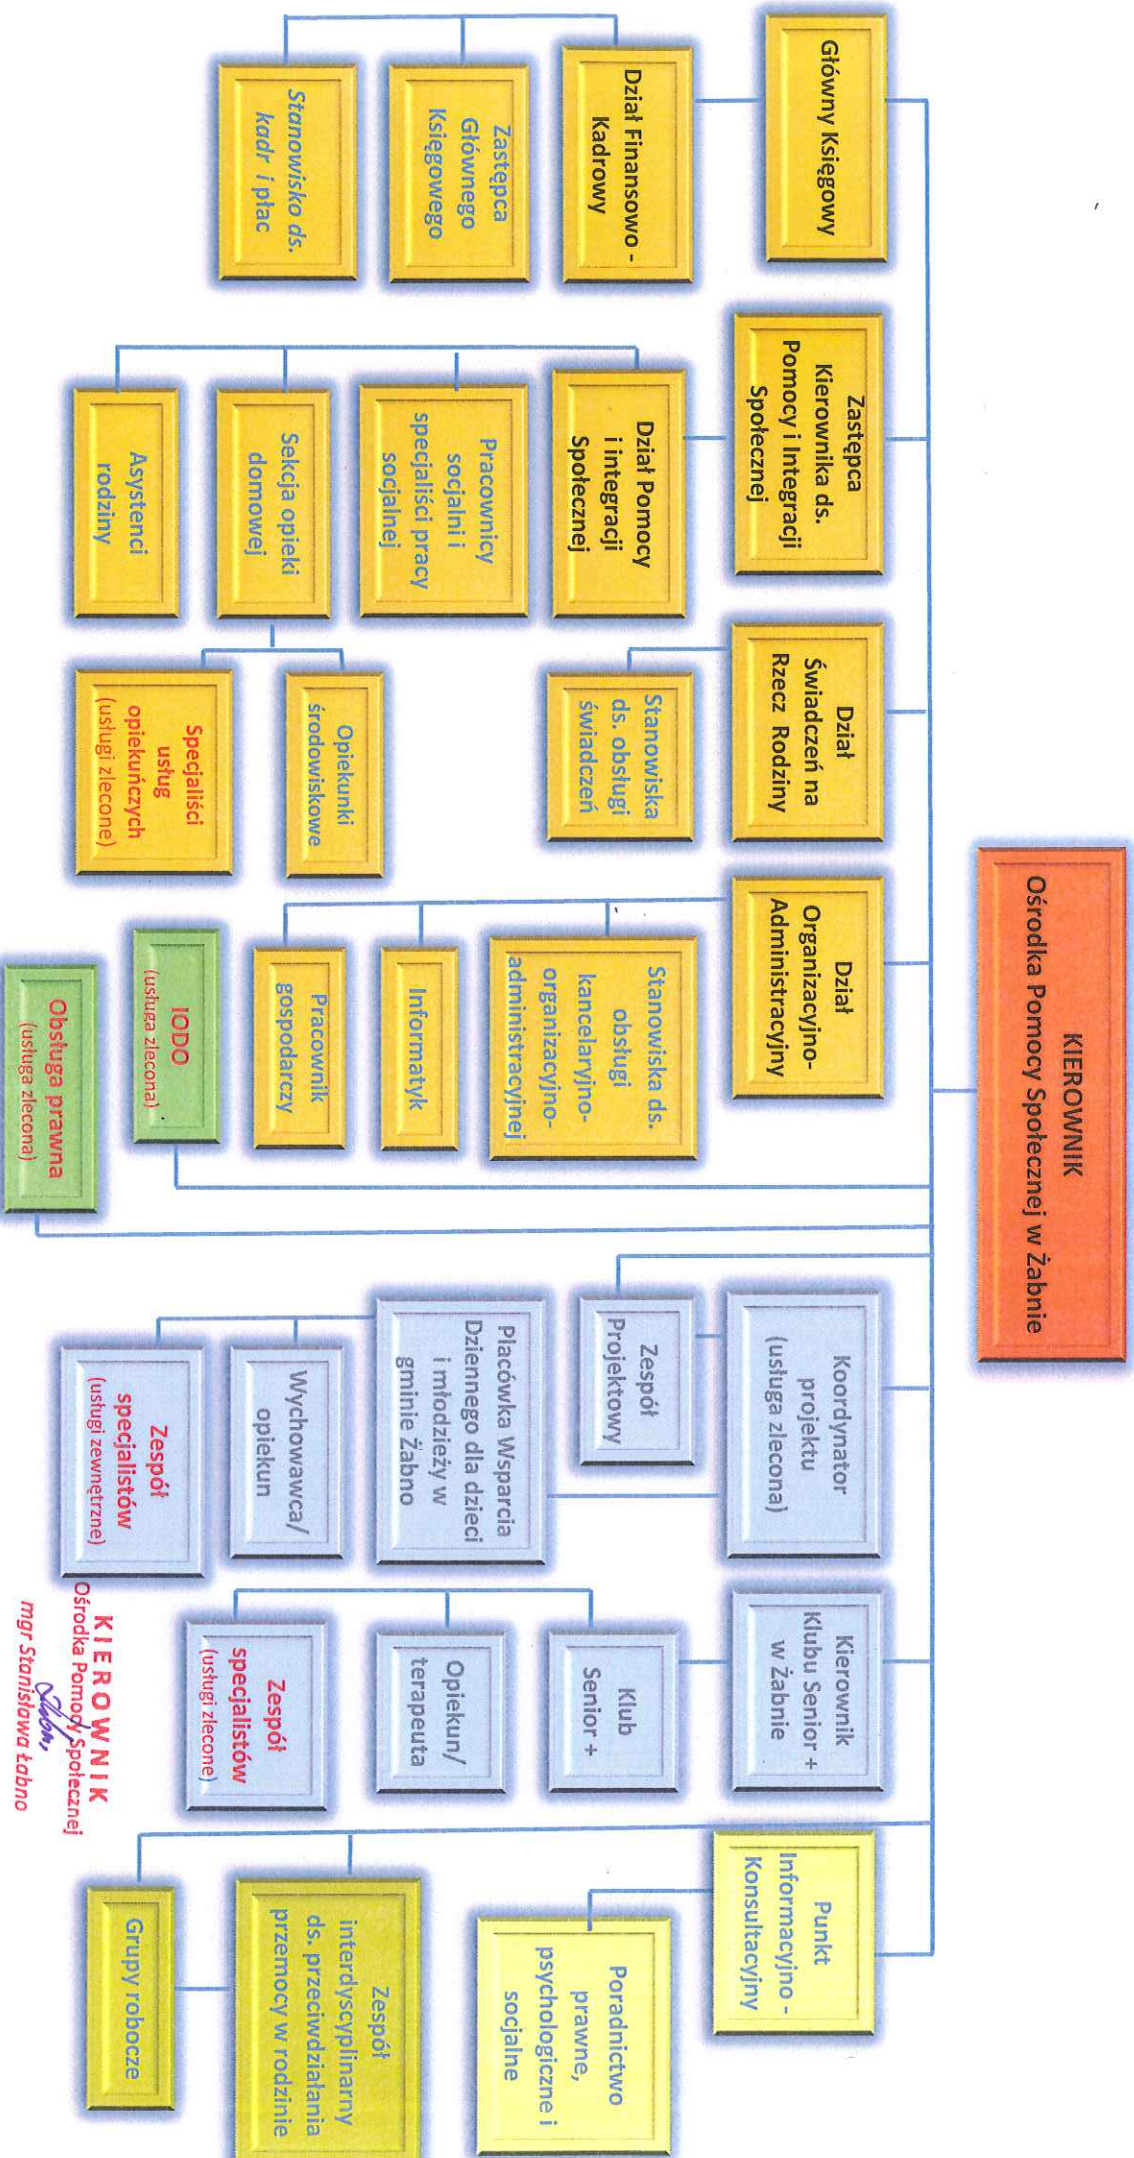 KIEROWNIK
Ośrodka Pomocy Społecznej w Żabnie
Główny Księgowy
Dział Finansowo -
Kadrowy
Zastępca
Głównego
Księgowego
Stanowisko ds.
kadr i płac
Zastępca
Kierownika ds.
Pomocy i Integracji
Społecznej
Dział Pomocy
i integracji
Społecznej
Pracownicy
socjalni i
specjaliści pracy
socjalnej
Sekcja opieki
domowej
Asystenci
rodziny
Opiekunki
środowiskowe
Specjaliści
usług
opiekuńczych
(usługi zlecone)
Dział
Świadczeń na
Rzecz Rodziny
Stanowiska
ds. obsługi
świadczeń
Dział
Organizacyjno-
Administracyjny
Stanowiska ds.
obsługi
kancelaryjno-
organizacyjno-
administracyjnej
Informatyk
Pracownik
gospodarczy
IODO
(usługa zlecona)
Obsługa prawna
(usługa zlecona)
Koordynator
projektu
(usługa zlecona)
Zespół
Projektowy
Placówka Wsparcia
Dziennego dla dzieci
i młodzieży w
gminie Żabno
Wychowawca/
opiekun
Zespół
specjalistów
(usługi zewnętrzne)
Kierownik
Klubu Senior +
w Żabnie
Klub
Senior +
Opiekun/
terapeuta
Zespół
specjalistów
(usługi zlecone)
Punkt
Informacyjno -
Konsultacyjny
Poradnictwo
prawne,
psychologiczne i
socjalne
Zespół
interdyscyplinarny
ds. przeciwdziałania
przemocy w rodzinie
Grupy robocze
KIEROWNIK
Ośrodka Pomocy Społecznej
mgr Stanisława Łabno